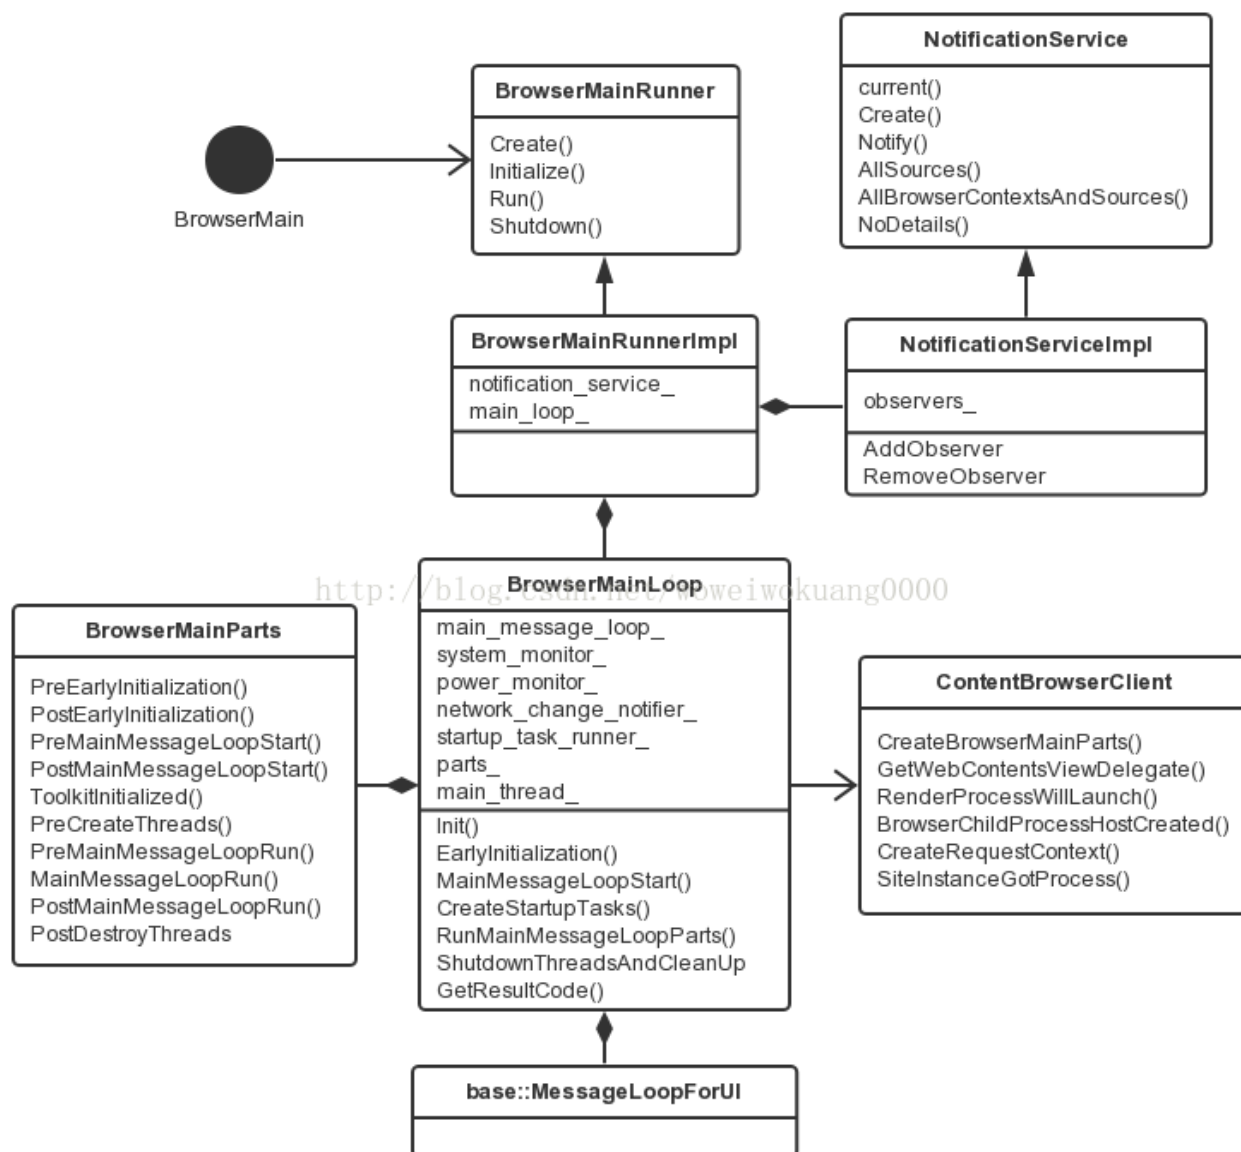 NotificationService
current()
Create()
Notify()
AllSources()
AllBrowserContextsAndSources()
NoDetails()
BrowserMainRunner
Create()
Initialize()
Run()
Shutdown()
BrowserMain
BrowserMainRunnerImpl
notification_service_
main_loop_
NotificationServiceImpl
observers_
AddObserver
RemoveObserver
http://blog.csdn.net/woweiwokuang0000
BrowserMainLoop
main_message_loop_
system_monitor_
power_monitor_
network_change_notifier_
startup_task_runner_
parts_
main_thread_
Init()
EarlyInitialization()
MainMessageLoopStart()
CreateStartupTasks()
RunMainMessageLoopParts()
ShutdownThreadsAndCleanUp
GetResultCode()
BrowserMainParts
PreEarlyInitialization()
PostEarlyInitialization()
PreMainMessageLoopStart()
PostMainMessageLoopStart()
ToolkitInitialized()
PreCreateThreads()
PreMainMessageLoopRun()
MainMessageLoopRun()
PostMainMessageLoopRun()
PostDestroyThreads
ContentBrowserClient
CreateBrowserMainParts()
GetWebContentsViewDelegate()
RenderProcessWillLaunch()
BrowserChildProcessHostCreated()
CreateRequestContext()
SiteInstanceGotProcess()
base::MessageLoopForUI